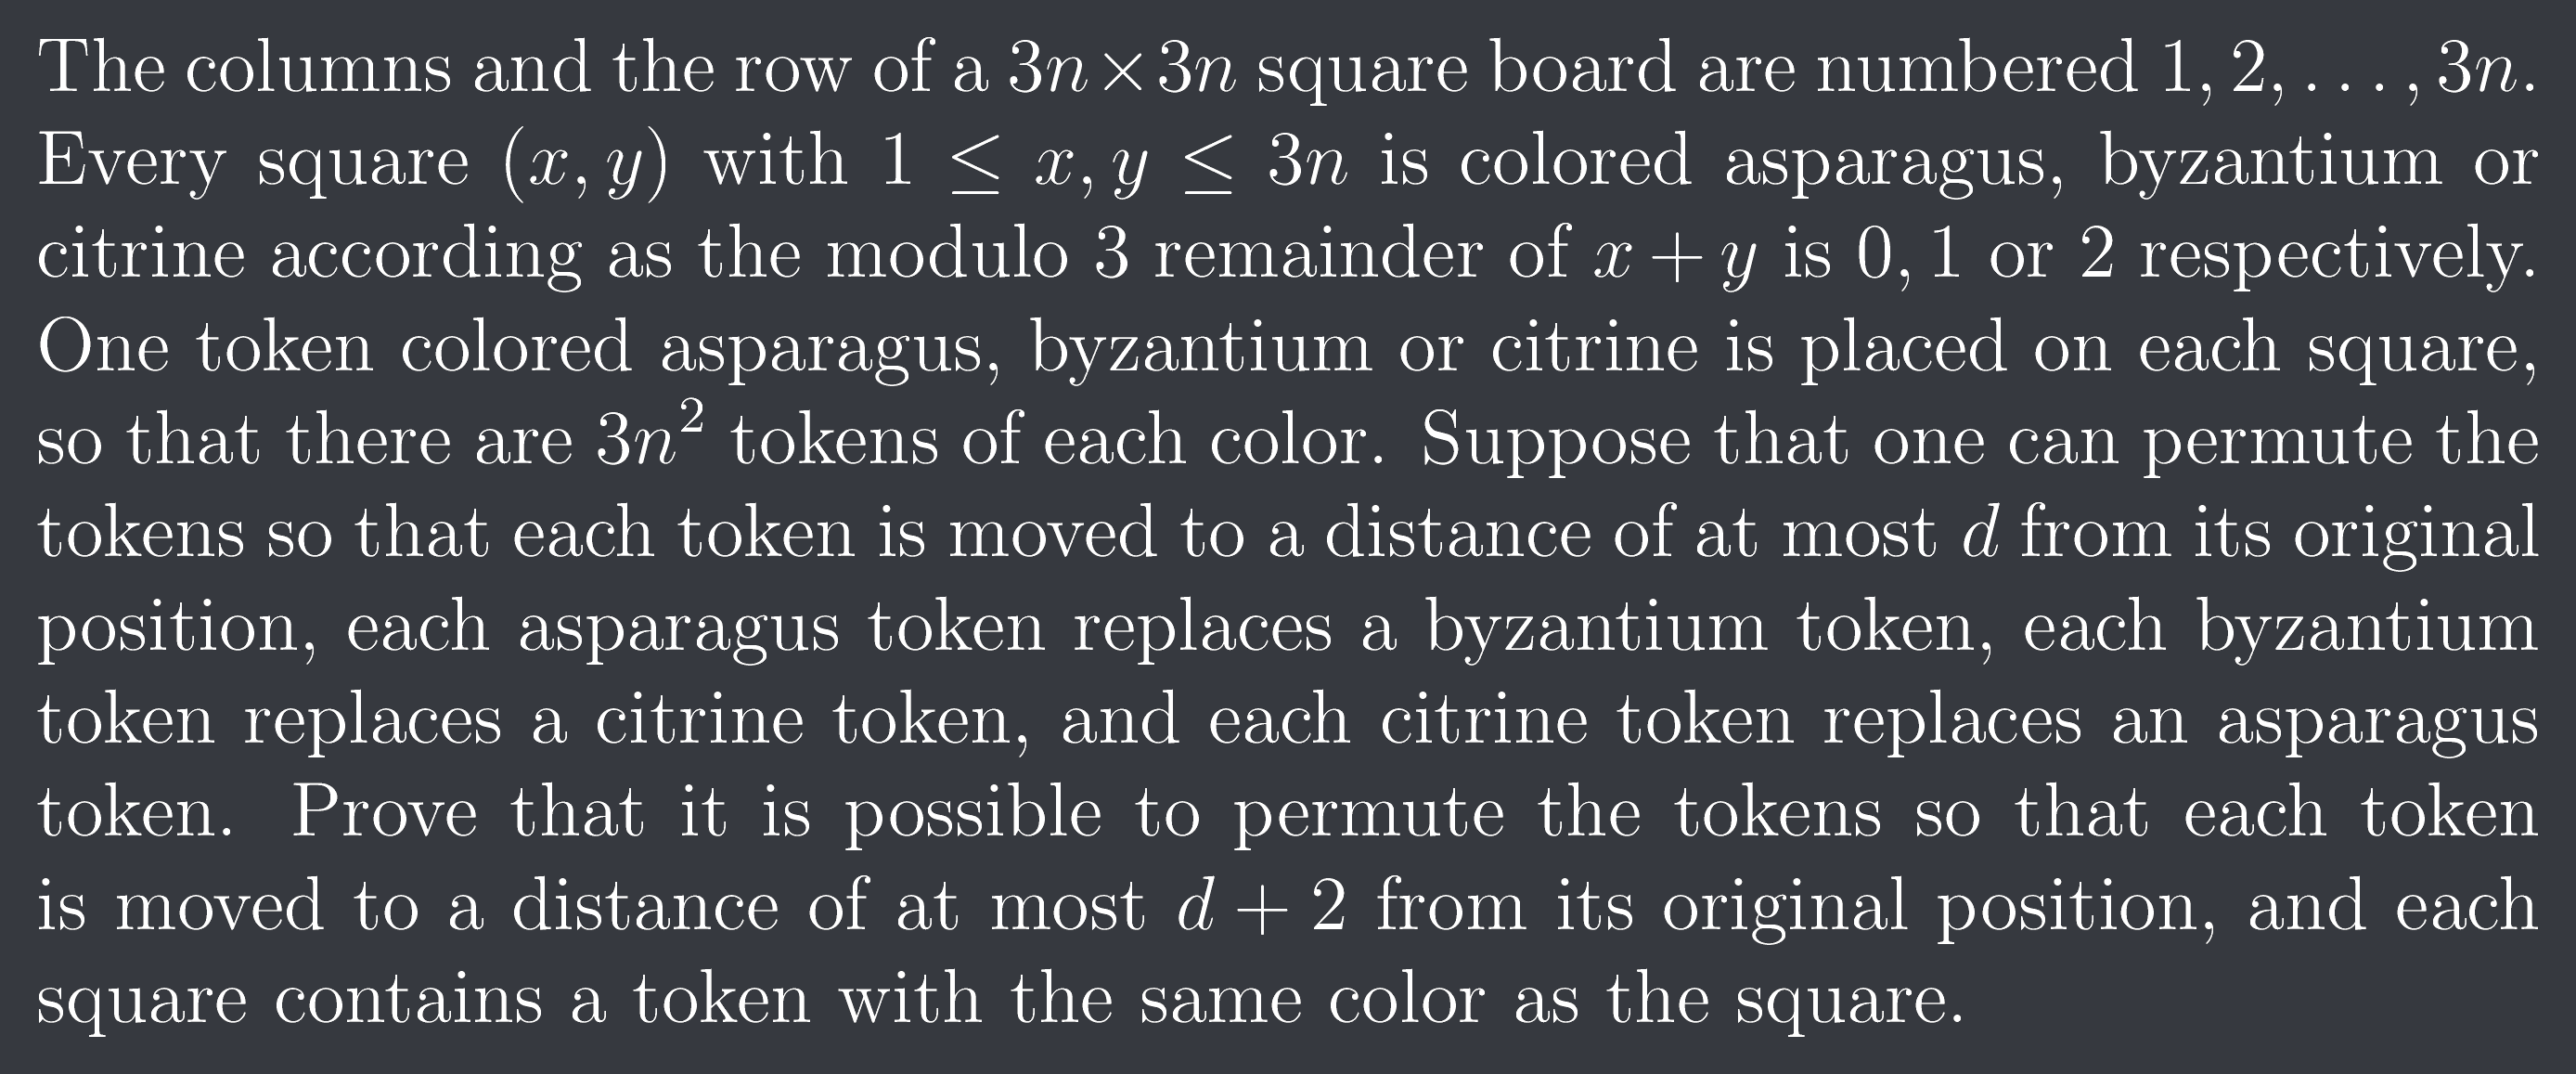 The columns and the row of a 3n×3n square board are numbered 1, 2, . . . , 3n.
Every square (x, y) with 1 ≤ x, y ≤ 3n is colored asparagus, byzantium or
citrine according as the modulo 3 remainder of x + y is 0, 1 or 2 respectively.
One token colored asparagus, byzantium or citrine is placed on each square,
so that there are 3n² tokens of each color. Suppose that one can permute the
tokens so that each token is moved to a distance of at most d from its original
position, each asparagus token replaces a byzantium token, each byzantium
token replaces a citrine token, and each citrine token replaces an asparagus
token. Prove that it is possible to permute the tokens so that each token
is moved to a distance of at most d + 2 from its original position, and each
square contains a token with the same color as the square.